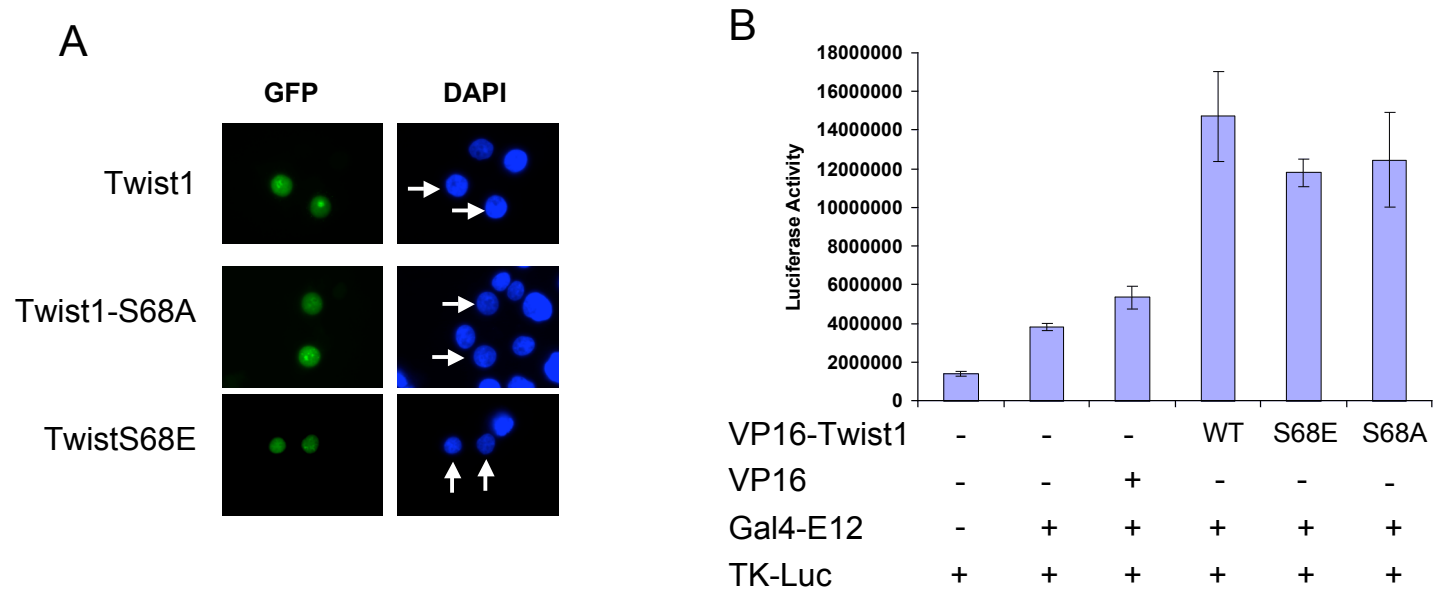 A
GFP DAPI
Twist1
Twist1-S68A
TwistS68E
B
Luciferase Activity
18000000
16000000
14000000
12000000
10000000
8000000
6000000
4000000
2000000
0
VP16-Twist1 - - - WT S68E S68A
VP16 - - + - - -
Gal4-E12 - + + + + +
TK-Luc + + + + + +